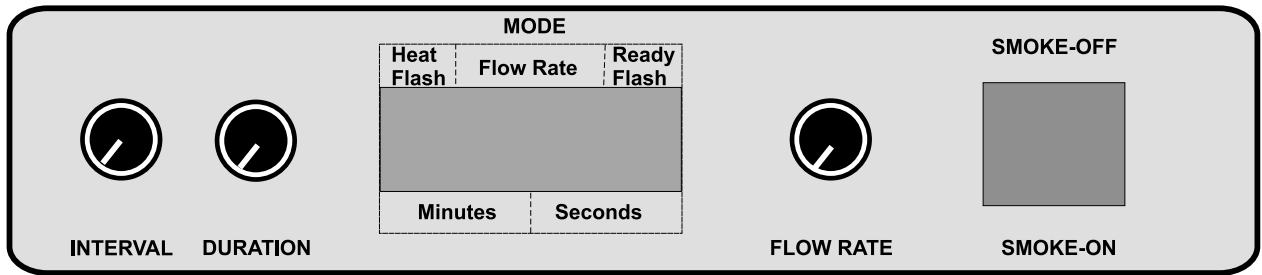 MODE
Heat Flash
Flow Rate
Ready Flash
Minutes
Seconds
INTERVAL
DURATION
FLOW RATE
SMOKE-OFF
SMOKE-ON